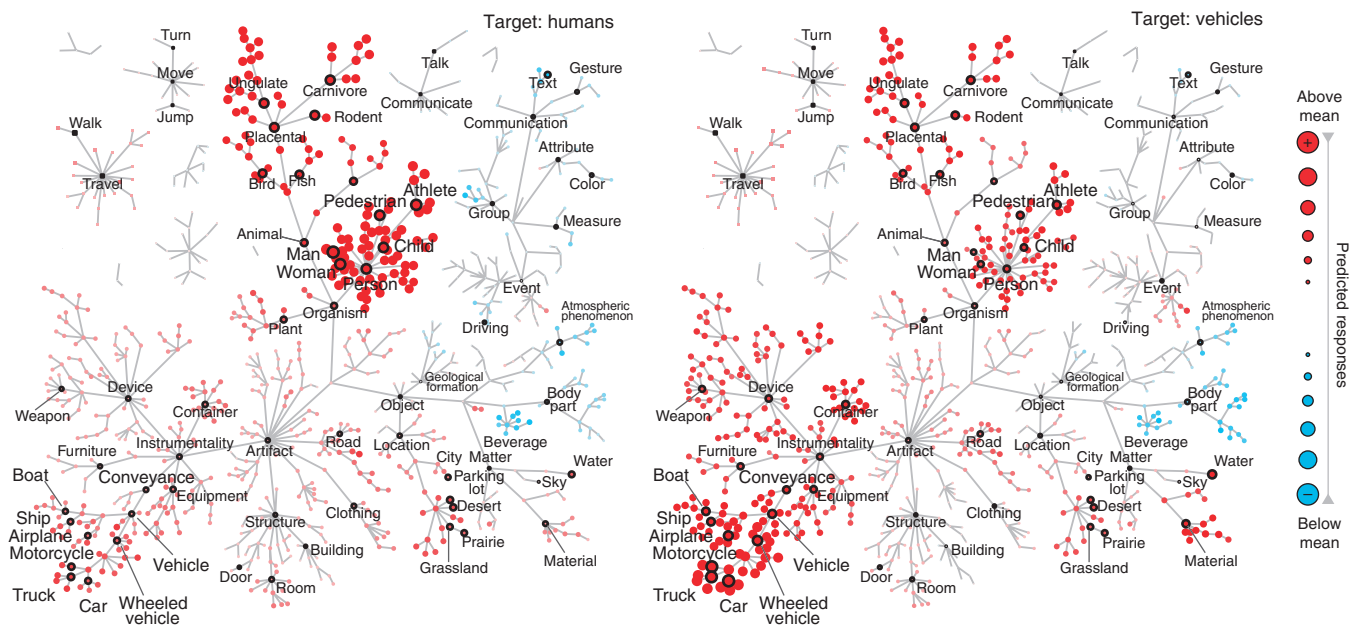 Target: humans
Turn
Move
Jump
Walk
Travel
Ungulate
Carnivore
Rodent
Placental
Bird
Fish
Animal
Talk
Communicate
Text
Gesture
Communication
Attribute
Color
Group
Measure
Event
Driving
Atmospheric
phenomenon
Pedestrian
Athlete
Man
Child
Woman
Person
Organism
Plant
Device
Weapon
Container
Instrumentality
Furniture
Artifact
Road
Geological
formation
Object
Body
part
Beverage
Location
City
Matter
Water
Parking
lot
Sky
Desert
Prairie
Grassland
Material
Boat
Conveyance
Equipment
Ship
Airplane
Motorcycle
Vehicle
Truck
Car
Wheeled
vehicle
Structure
Clothing
Building
Door
Room
Target: vehicles
Turn
Move
Jump
Walk
Travel
Ungulate
Carnivore
Rodent
Placental
Bird
Fish
Animal
Talk
Communicate
Text
Gesture
Communication
Attribute
Color
Group
Measure
Event
Driving
Atmospheric
phenomenon
Pedestrian
Athlete
Man
Child
Woman
Person
Organism
Plant
Device
Weapon
Container
Instrumentality
Furniture
Artifact
Road
Geological
formation
Object
Body
part
Beverage
Location
City
Matter
Water
Parking
lot
Sky
Desert
Prairie
Grassland
Material
Boat
Conveyance
Equipment
Ship
Airplane
Motorcycle
Vehicle
Truck
Car
Wheeled
vehicle
Structure
Clothing
Building
Door
Room
Above
mean
+
Predicted responses
−
Below
mean